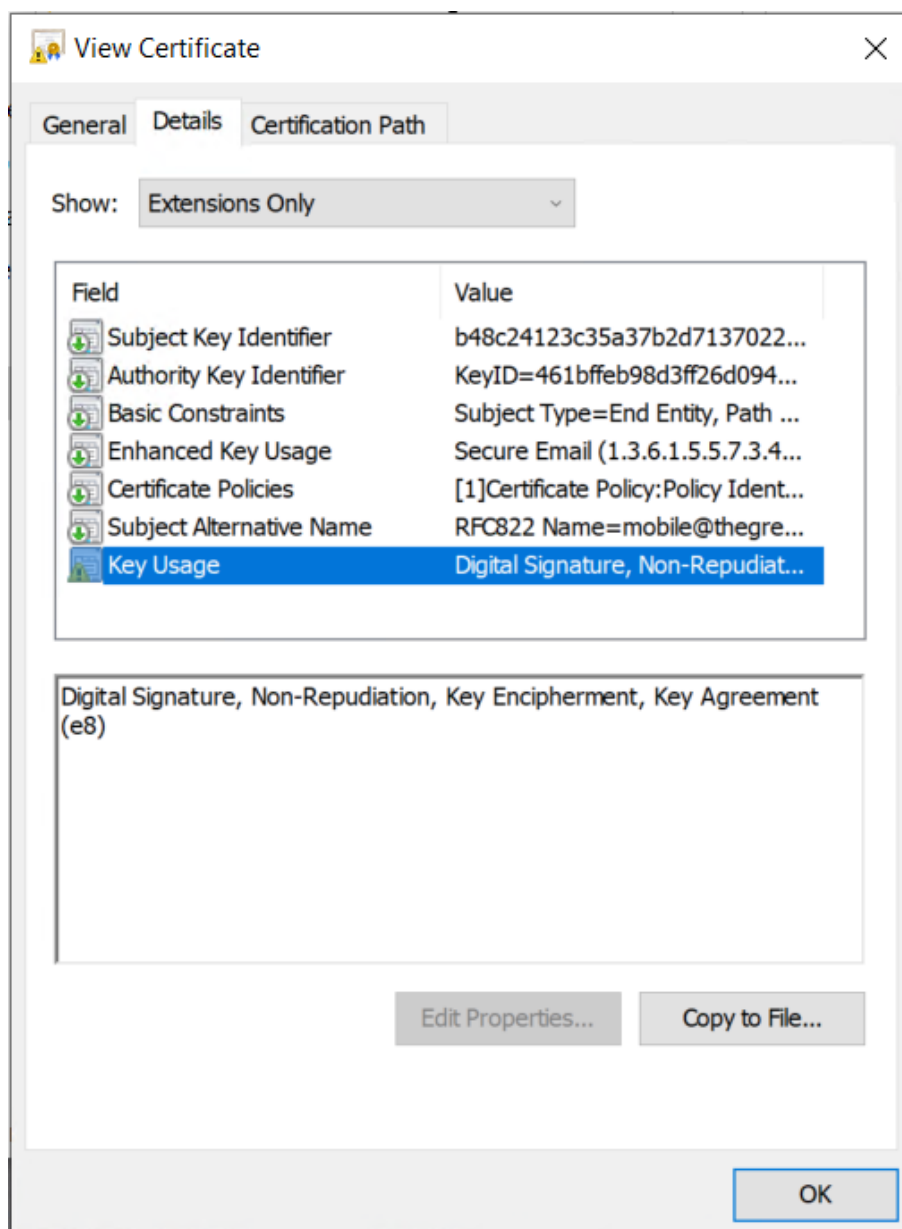 View Certificate
General Details Certification Path
Show: Extensions Only
Field Value
Subject Key Identifier b48c24123c35a37b2d7137022...
Authority Key Identifier KeyID=461bffeb98d3ff26d094...
Basic Constraints Subject Type=End Entity, Path ...
Enhanced Key Usage Secure Email (1.3.6.1.5.5.7.3.4...
Certificate Policies [1]Certificate Policy:Policy Ident...
Subject Alternative Name RFC822 Name=mobile@thegre...
Key Usage Digital Signature, Non-Repudiat...
Digital Signature, Non-Repudiation, Key Encipherment, Key Agreement
(e8)
Edit Properties... Copy to File...
OK